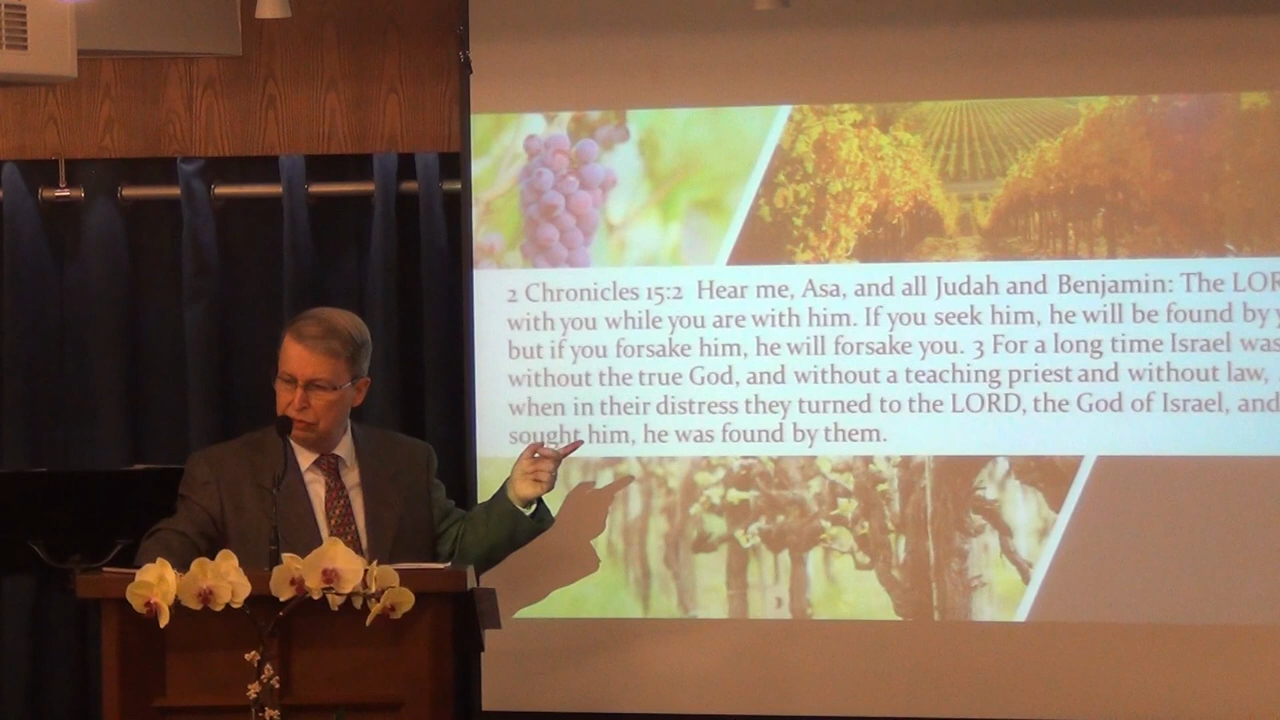 2 Chronicles 15:2 Hear me, Asa, and all Judah and Benjamin: The LOR
with you while you are with him. If you seek him, he will be found by
but if you forsake him, he will forsake you. 3 For a long time Israel was
without the true God, and without a teaching priest and without law,
when in their distress they turned to the LORD, the God of Israel, and
sought him, he was found by them.